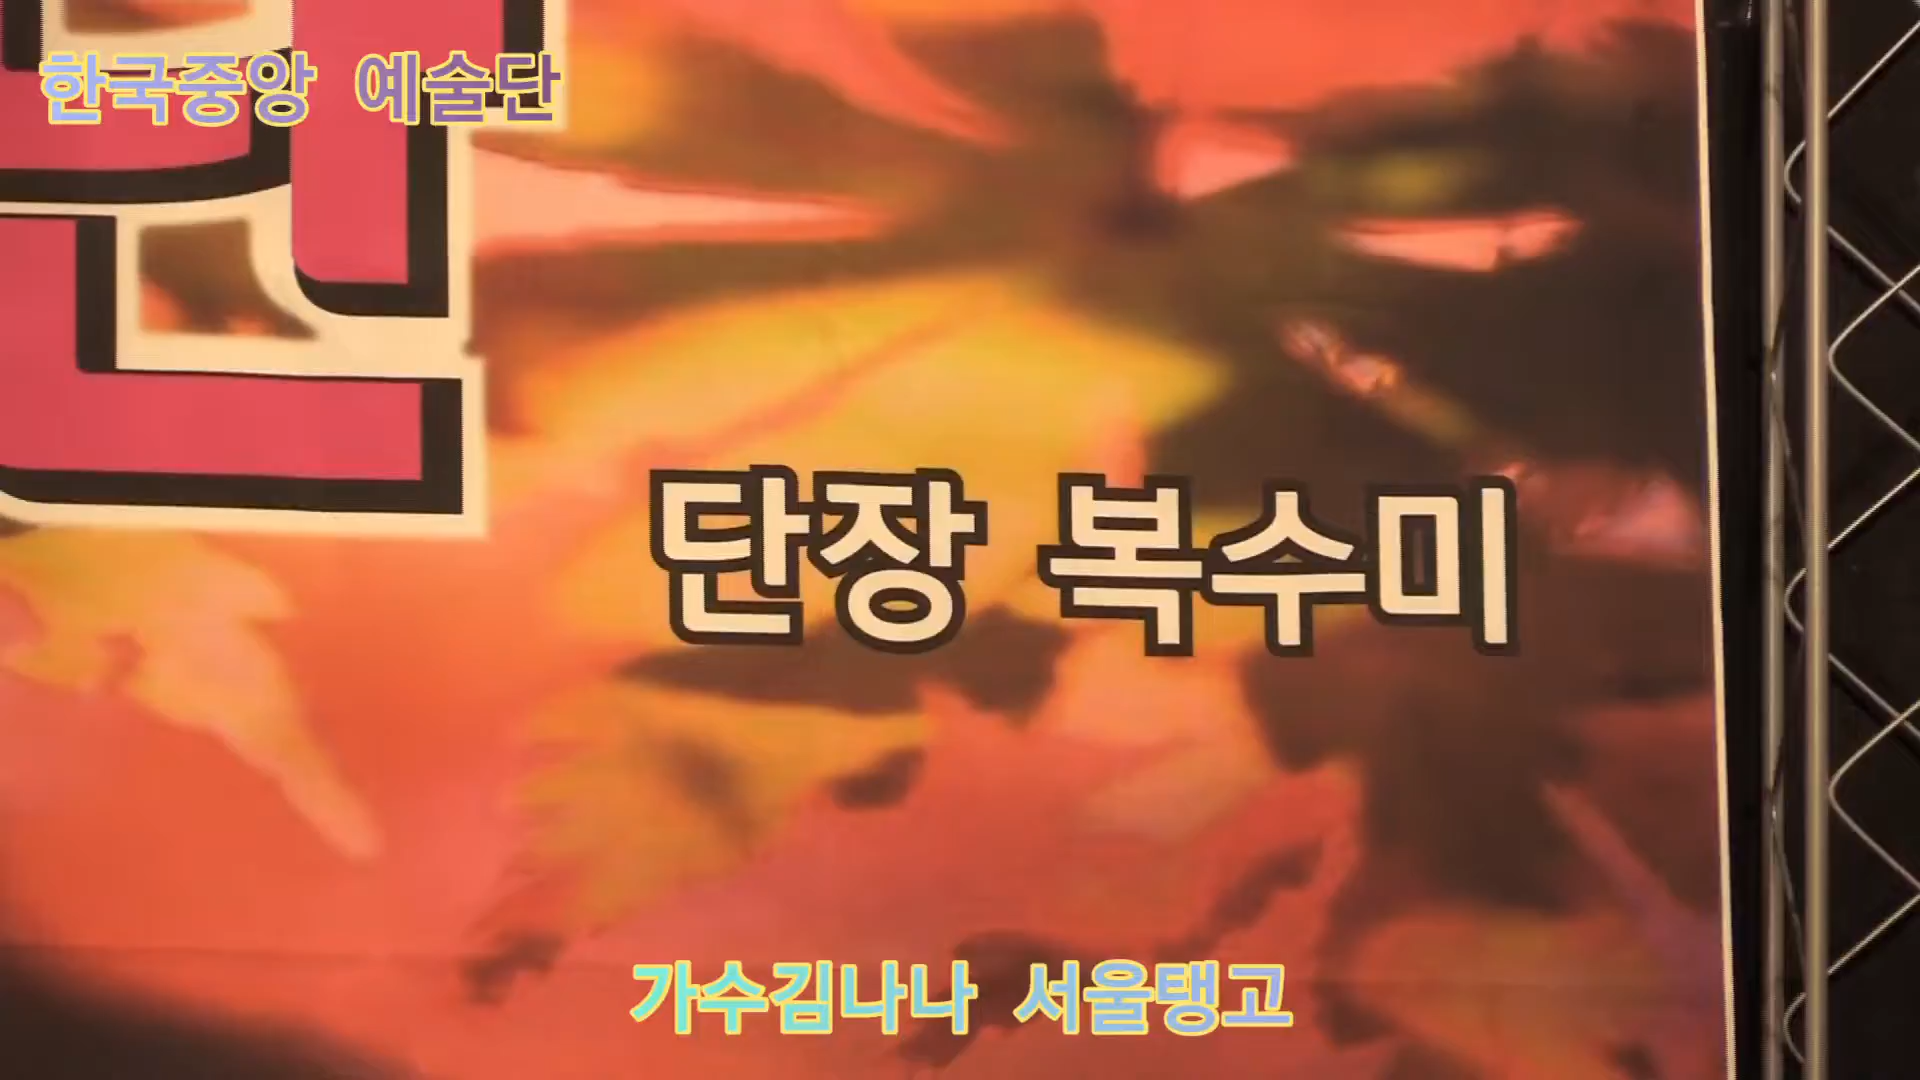 한국중앙 예술단
단장 복수미
가수김나나 서울탱고